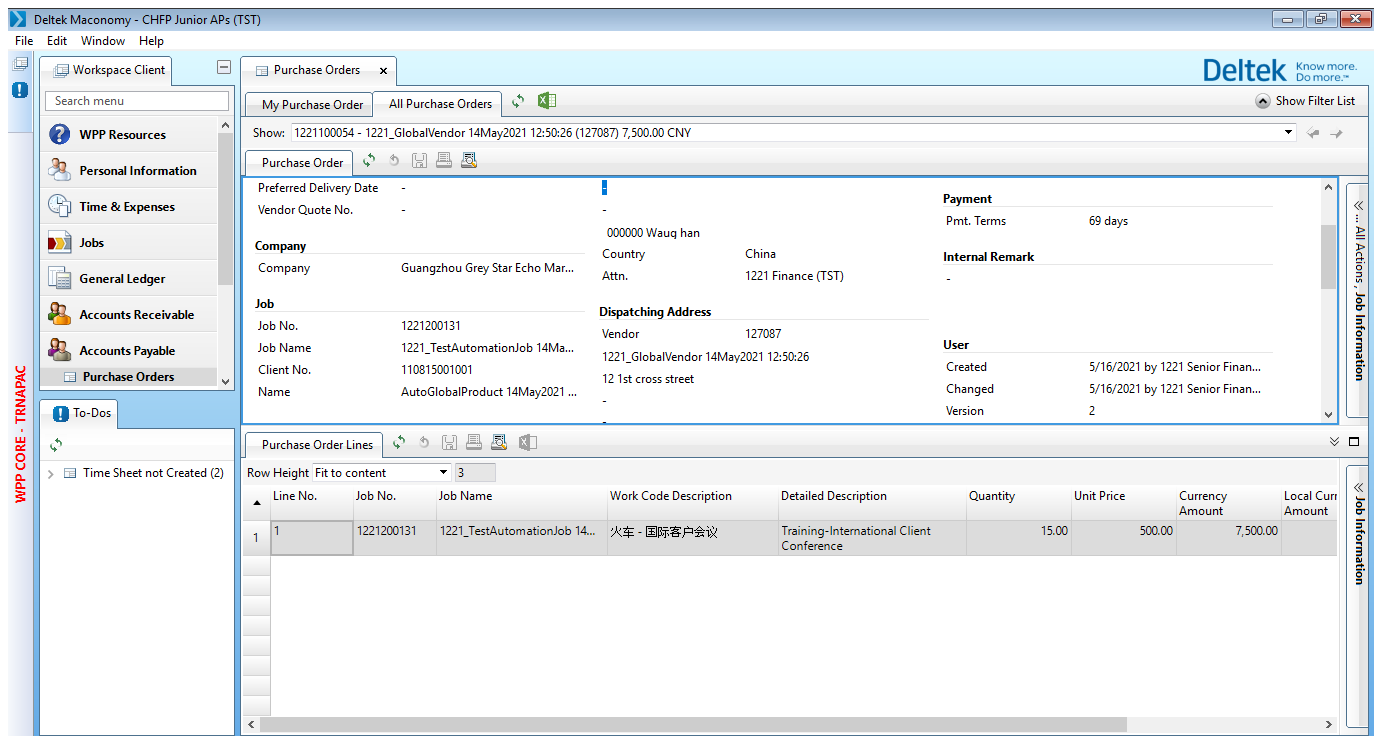 Deltek Maconomy - CHFP Junior APs (TST)
File Edit Window Help
Workspace Client
Search menu
WPP Resources
Personal Information
Time & Expenses
Jobs
General Ledger
Accounts Receivable
Accounts Payable
Purchase Orders
To-Dos
Time Sheet not Created (2)
WPP CORE - TRNAPAC
Purchase Orders
Deltek Know more. Do more.™
My Purchase Order All Purchase Orders
Show Filter List
Show: 1221100054 - 1221_GlobalVendor 14May2021 12:50:26 (127087) 7,500.00 CNY
Purchase Order
Preferred Delivery Date -
Vendor Quote No. -
Company
Company Guangzhou Grey Star Echo Mar...
Job
Job No. 1221200131
Job Name 1221_TestAutomationJob 14Ma...
Client No. 110815001001
Name AutoGlobalProduct 14May2021 ...
-
-
000000 Waug han
Country China
Attn. 1221 Finance (TST)
Dispatching Address
Vendor 127087
1221_GlobalVendor 14May2021 12:50:26
12 1st cross street
-
-
Payment
Pmt. Terms 69 days
Internal Remark
-
User
Created 5/16/2021 by 1221 Senior Finan...
Changed 5/16/2021 by 1221 Senior Finan...
Version 2
... All Actions , Job Information
Purchase Order Lines
Row Height Fit to content 3
Line No. Job No. Job Name Work Code Description Detailed Description Quantity Unit Price Currency Amount Local Curr Amount
1 1 1221200131 1221_TestAutomationJob 14... 火车 - 国际客户会议 Training-International Client Conference 15.00 500.00 7,500.00
Job Information